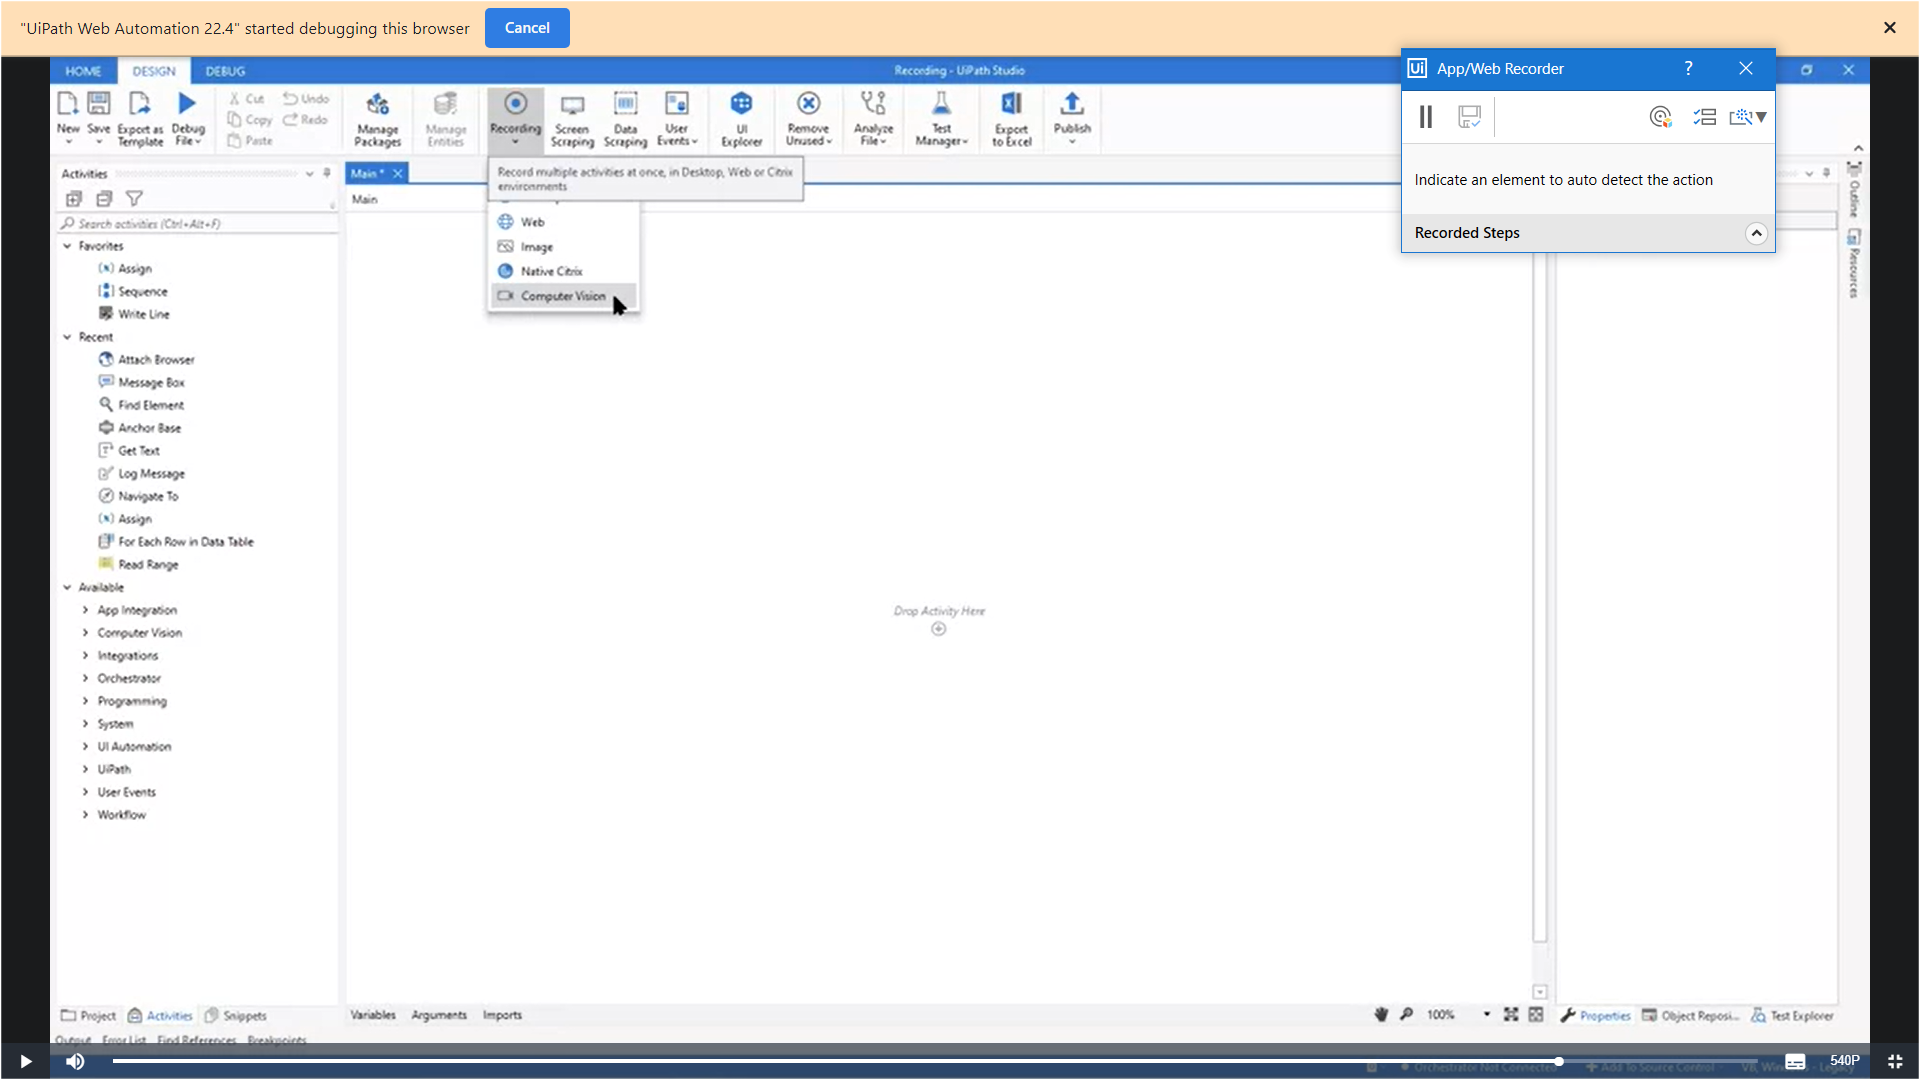 "UiPath Web Automation 22.4" started debugging this browser
Cancel
HOME
DESIGN
DEBUG
Recording - UiPath Studio
New
Save
Export as Template
Debug File
Cut
Copy
Paste
Undo
Redo
Manage Packages
Manage Entities
Recording
Screen Scraping
Data Scraping
User Events
UI Explorer
Remove Unused
Analyze File
Test Manager
Export to Excel
Publish
Ui App/Web Recorder ?
Indicate an element to auto detect the action
Recorded Steps
Activities
Search activities (Ctrl+Alt+F)
Favorites
Assign
Sequence
Write Line
Recent
Attach Browser
Message Box
Find Element
Anchor Base
Get Text
Log Message
Navigate To
Assign
For Each Row in Data Table
Read Range
Available
App Integration
Computer Vision
Integrations
Orchestrator
Programming
System
UI Automation
UiPath
User Events
Workflow
Main *
Main
Record multiple activities at once, in Desktop, Web or Citrix
environments
Web
Image
Native Citrix
Computer Vision
Drop Activity Here
Outline
Resources
Project
Activities
Snippets
Variables
Arguments
Imports
100%
Properties
Object Reposi...
Test Explorer
Output
Error List
Find References
Breakpoints
Orchestrator Not Connected
Add To Source Control
540P